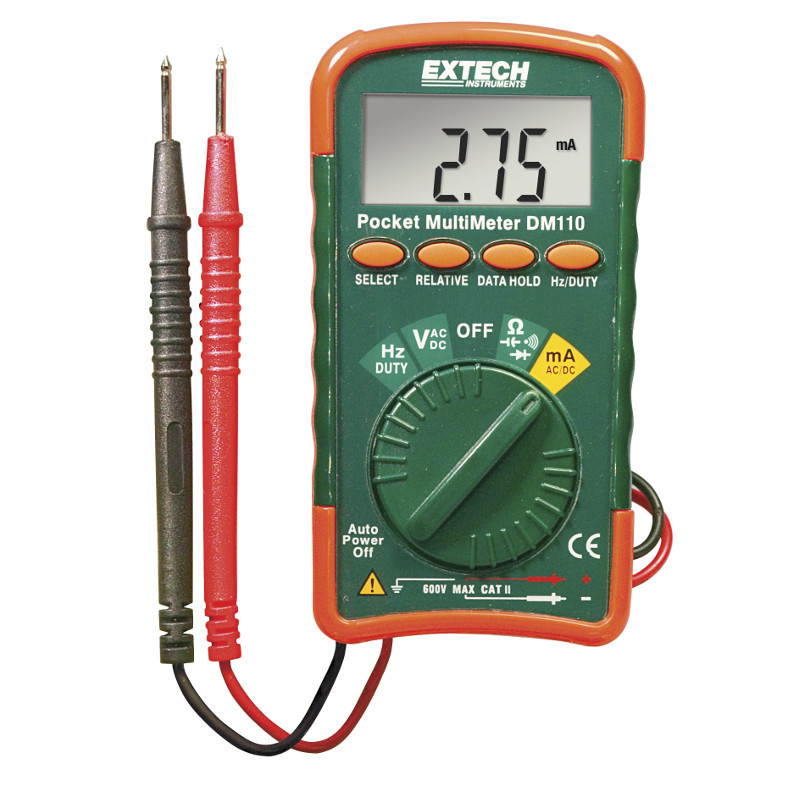 EXTECH
INSTRUMENTS
2.75 mA
Pocket MultiMeter DM110
SELECT RELATIVE DATA HOLD Hz/DUTY
Hz
DUTY
V AC
DC
OFF
Ω
mA
AC/DC
Auto
Power
Off
CE
600V MAX CAT II
+
−